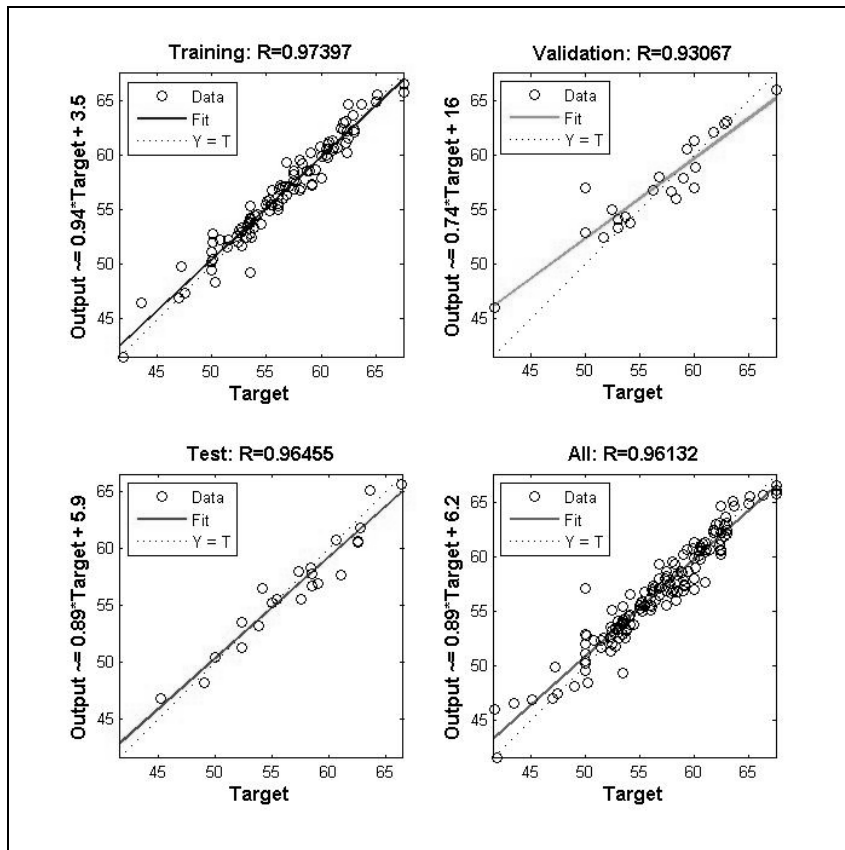 Training: R=0.97397
Output ~= 0.94*Target + 3.5
Data
Fit
Y = T
65
60
55
50
45
45 50 55 60 65
Target
Validation: R=0.93067
Output ~= 0.74*Target + 16
Data
Fit
Y = T
65
60
55
50
45
45 50 55 60 65
Target
Test: R=0.96455
Output ~= 0.89*Target + 5.9
Data
Fit
Y = T
65
60
55
50
45
45 50 55 60 65
Target
All: R=0.96132
Output ~= 0.89*Target + 6.2
Data
Fit
Y = T
65
60
55
50
45
45 50 55 60 65
Target